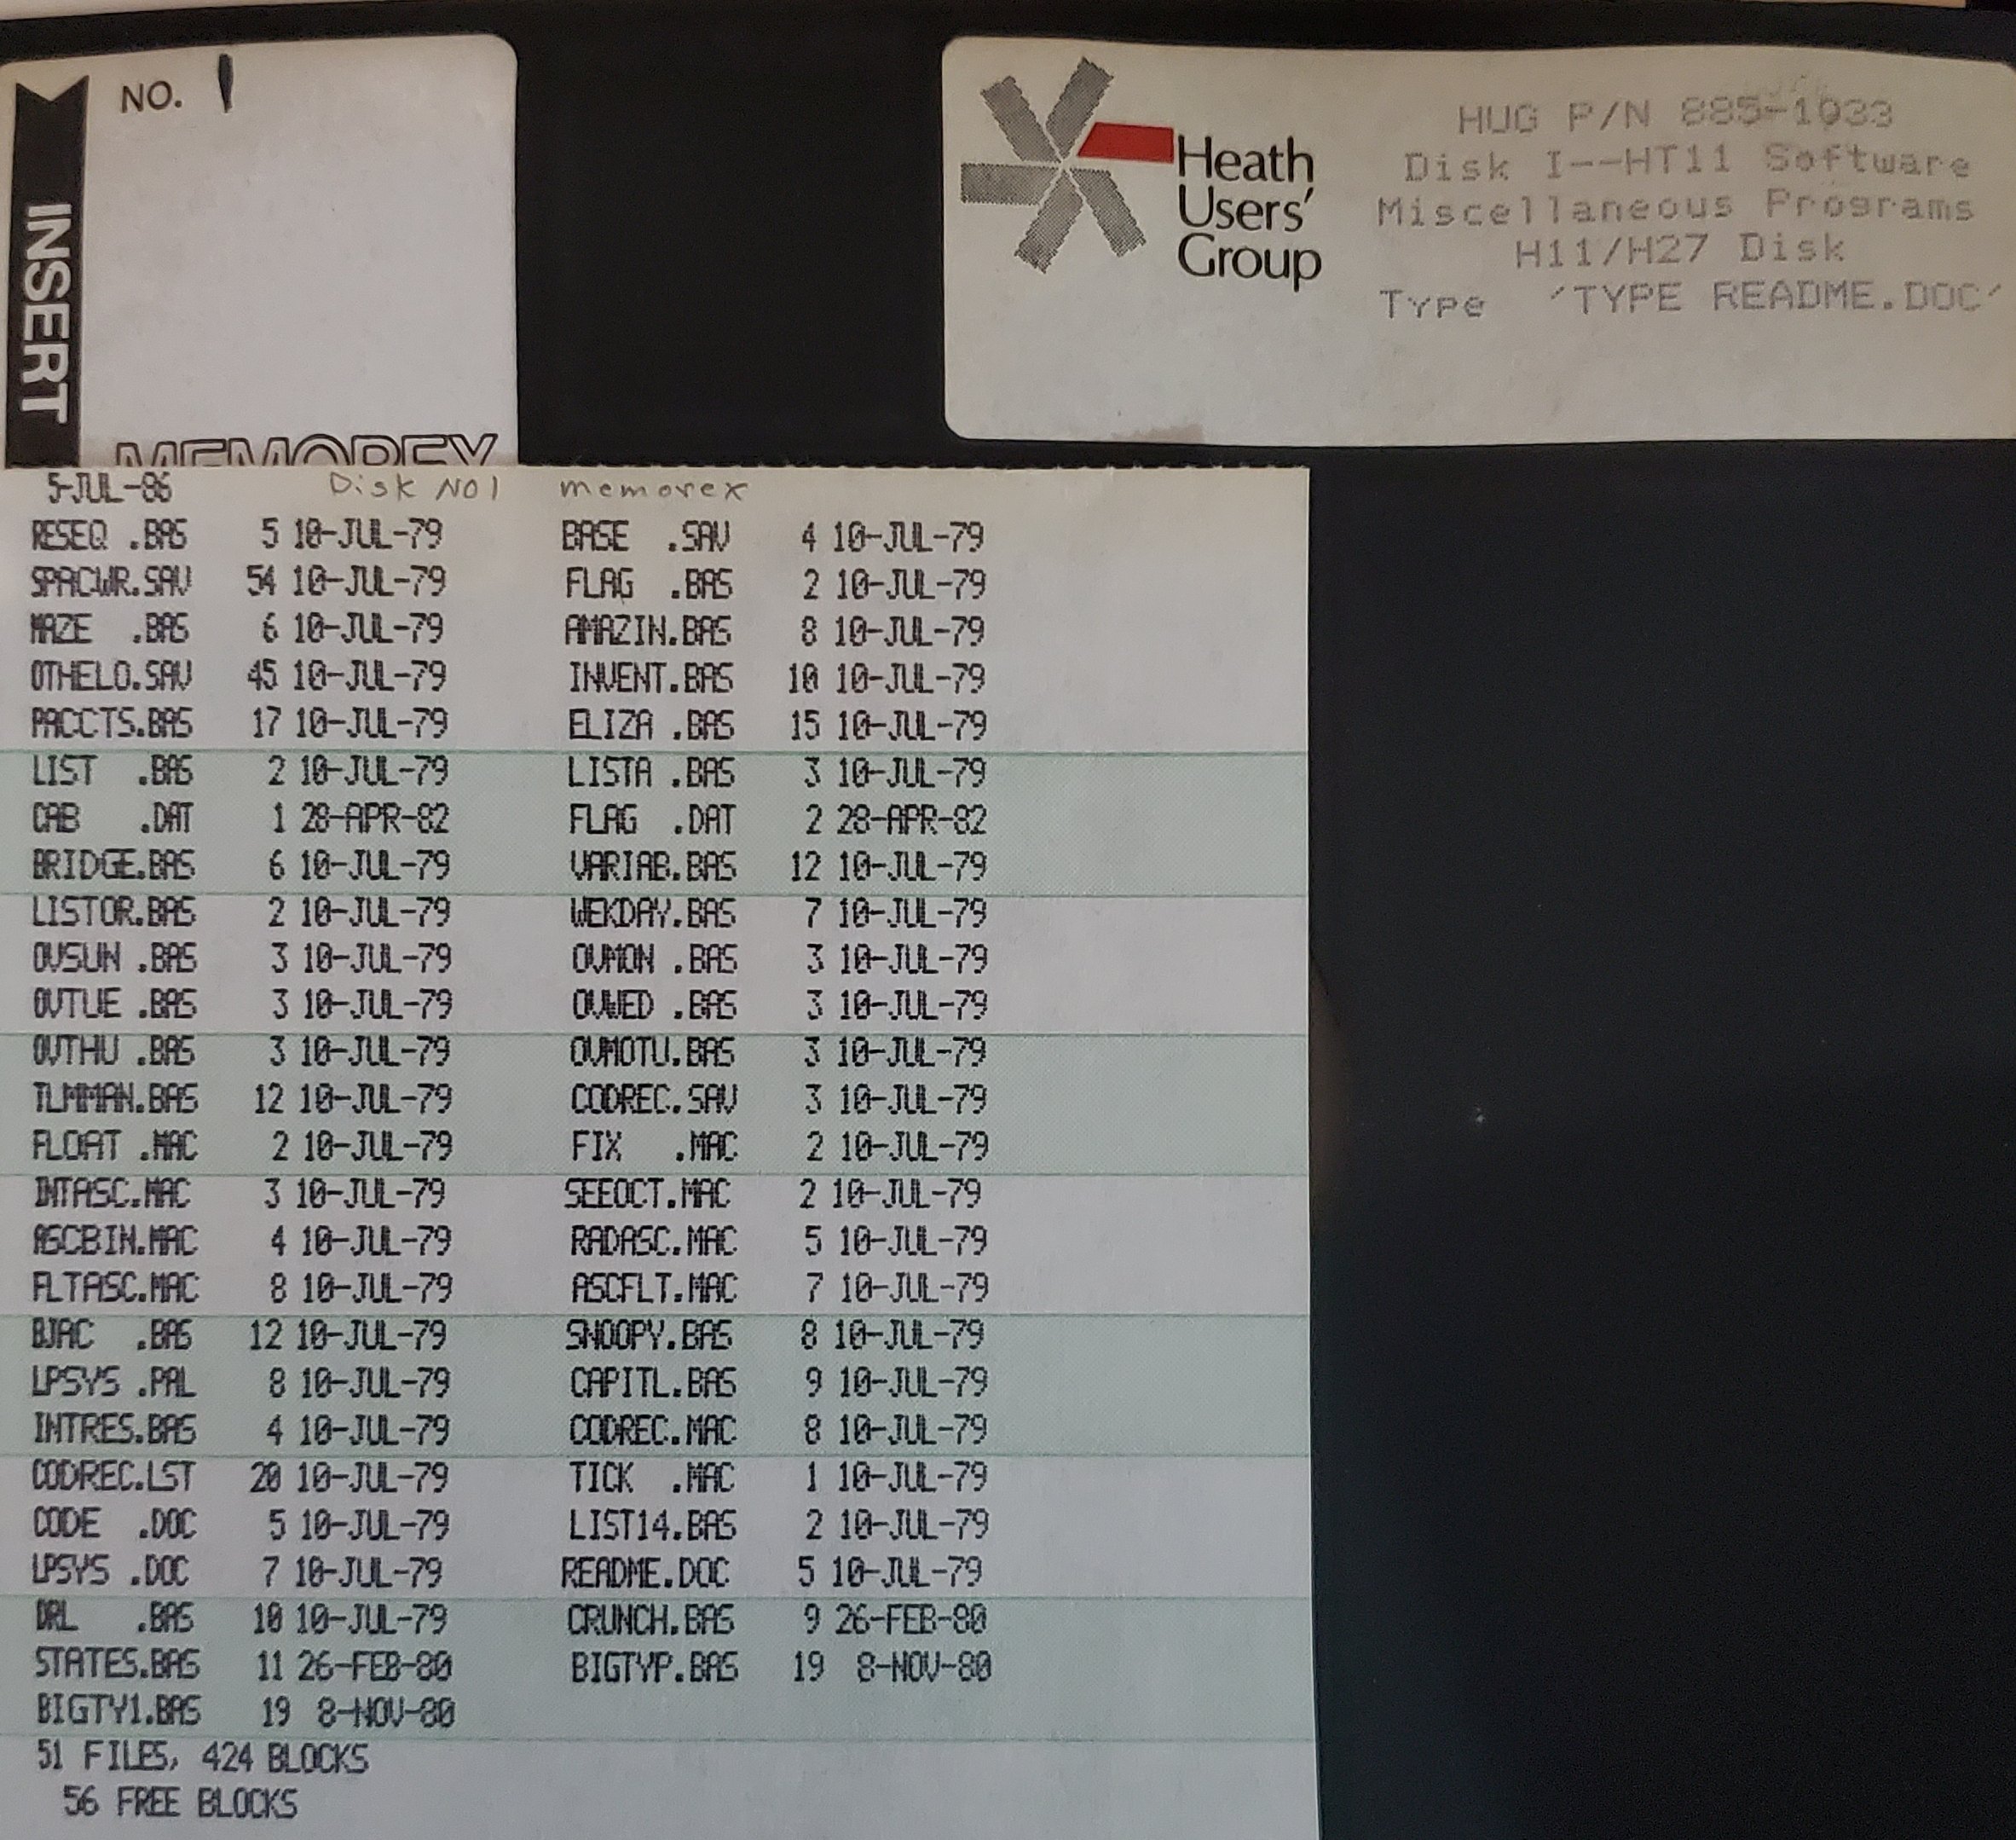 NO. 1
INSERT
MEMOREX
Heath
Users'
Group
HUG P/N 885-1033
Disk I--HT11 Software
Miscellaneous Programs
H11/H27 Disk
Type 'TYPE README.DOC'
5-JUL-86 Disk NO 1 memorex
RESEQ .BAS 5 10-JUL-79 BASE .SAV 4 10-JUL-79
SPACWR.SAV 54 10-JUL-79 FLAG .BAS 2 10-JUL-79
MAZE .BAS 6 10-JUL-79 AMAZIN.BAS 8 10-JUL-79
OTHELO.SAV 45 10-JUL-79 INVENT.BAS 10 10-JUL-79
PACCTS.BAS 17 10-JUL-79 ELIZA .BAS 15 10-JUL-79
LIST .BAS 2 10-JUL-79 LISTA .BAS 3 10-JUL-79
CAB .DAT 1 28-APR-82 FLAG .DAT 2 28-APR-82
BRIDGE.BAS 6 10-JUL-79 VARIAB.BAS 12 10-JUL-79
LISTOR.BAS 2 10-JUL-79 WEKDAY.BAS 7 10-JUL-79
OVSUN .BAS 3 10-JUL-79 OVMON .BAS 3 10-JUL-79
OVTUE .BAS 3 10-JUL-79 OVWED .BAS 3 10-JUL-79
OVTHU .BAS 3 10-JUL-79 OVMOTU.BAS 3 10-JUL-79
TLMMAN.BAS 12 10-JUL-79 CODREC.SAV 3 10-JUL-79
FLOAT .MAC 2 10-JUL-79 FIX .MAC 2 10-JUL-79
INTASC.MAC 3 10-JUL-79 SEEOCT.MAC 2 10-JUL-79
ASCBIN.MAC 4 10-JUL-79 RADASC.MAC 5 10-JUL-79
FLTASC.MAC 8 10-JUL-79 ASCFLT.MAC 7 10-JUL-79
BJAC .BAS 12 10-JUL-79 SNOOPY.BAS 8 10-JUL-79
LPSYS .PAL 8 10-JUL-79 CAPITL.BAS 9 10-JUL-79
INTRES.BAS 4 10-JUL-79 CODREC.MAC 8 10-JUL-79
CODREC.LST 20 10-JUL-79 TICK .MAC 1 10-JUL-79
CODE .DOC 5 10-JUL-79 LIST14.BAS 2 10-JUL-79
LPSYS .DOC 7 10-JUL-79 README.DOC 5 10-JUL-79
DRL .BAS 10 10-JUL-79 CRUNCH.BAS 9 26-FEB-80
STATES.BAS 11 26-FEB-80 BIGTYP.BAS 19 8-NOV-80
BIGTY1.BAS 19 8-NOV-80
51 FILES, 424 BLOCKS
56 FREE BLOCKS